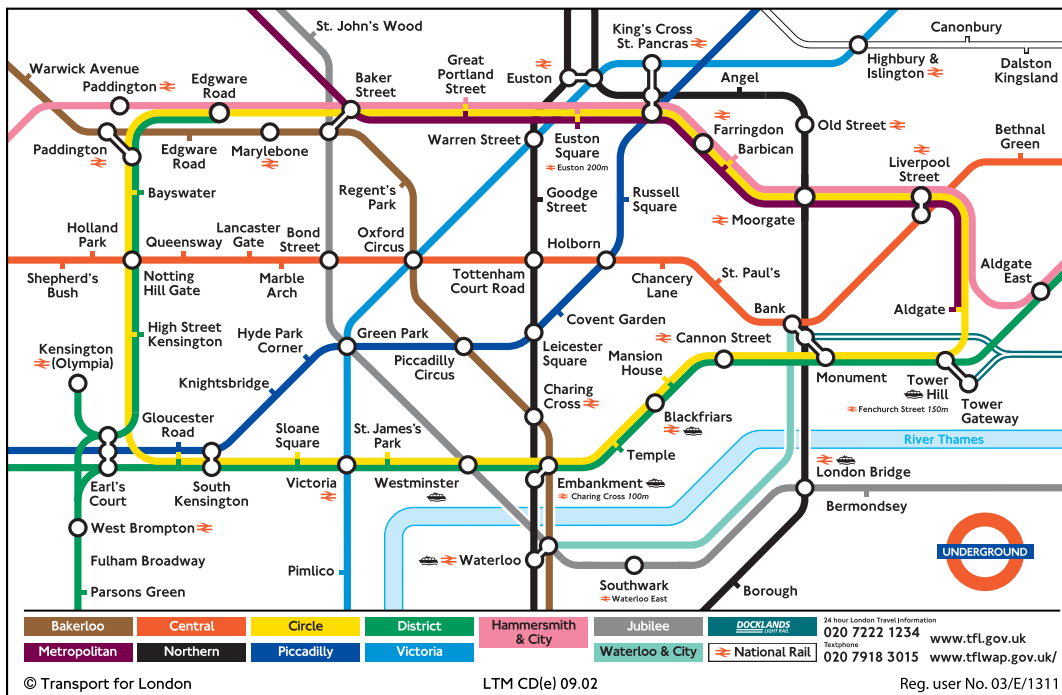 St. John's Wood
King's Cross
St. Pancras
Canonbury
Highbury &
Islington
Dalston
Kingsland
Warwick Avenue
Paddington
Edgware
Road
Baker
Street
Great
Portland
Street
Euston
Angel
Paddington
Edgware
Road
Marylebone
Warren Street
Euston
Square
Euston 200m
Farringdon
Barbican
Old Street
Liverpool
Street
Bethnal
Green
Bayswater
Regent's
Park
Goodge
Street
Russell
Square
Moorgate
Holland
Park
Queensway
Lancaster
Gate
Bond
Street
Oxford
Circus
Holborn
Shepherd's
Bush
Notting
Hill Gate
Marble
Arch
Tottenham
Court Road
Chancery
Lane
St. Paul's
Bank
Aldgate
East
Aldgate
High Street
Kensington
Hyde Park
Corner
Green Park
Piccadilly
Circus
Covent Garden
Leicester
Square
Cannon Street
Mansion
House
Monument
Tower
Hill
Fenchurch Street 150m
Tower
Gateway
Kensington
(Olympia)
Knightsbridge
Charing
Cross
Blackfriars
Gloucester
Road
Sloane
Square
St. James's
Park
Temple
River Thames
Earl's
Court
South
Kensington
Victoria
Westminster
Embankment
Charing Cross 100m
London Bridge
Bermondsey
West Brompton
Fulham Broadway
Parsons Green
Pimlico
Waterloo
Southwark
Waterloo East
Borough
UNDERGROUND
Bakerloo
Central
Circle
District
Hammersmith
& City
Jubilee
DOCKLANDS
LIGHT RAIL
24 hour London Travel Information
020 7222 1234
www.tfl.gov.uk
Metropolitan
Northern
Piccadilly
Victoria
Waterloo & City
National Rail
Textphone
020 7918 3015
www.tflwap.gov.uk/
© Transport for London
LTM CD(e) 09.02
Reg. user No. 03/E/1311